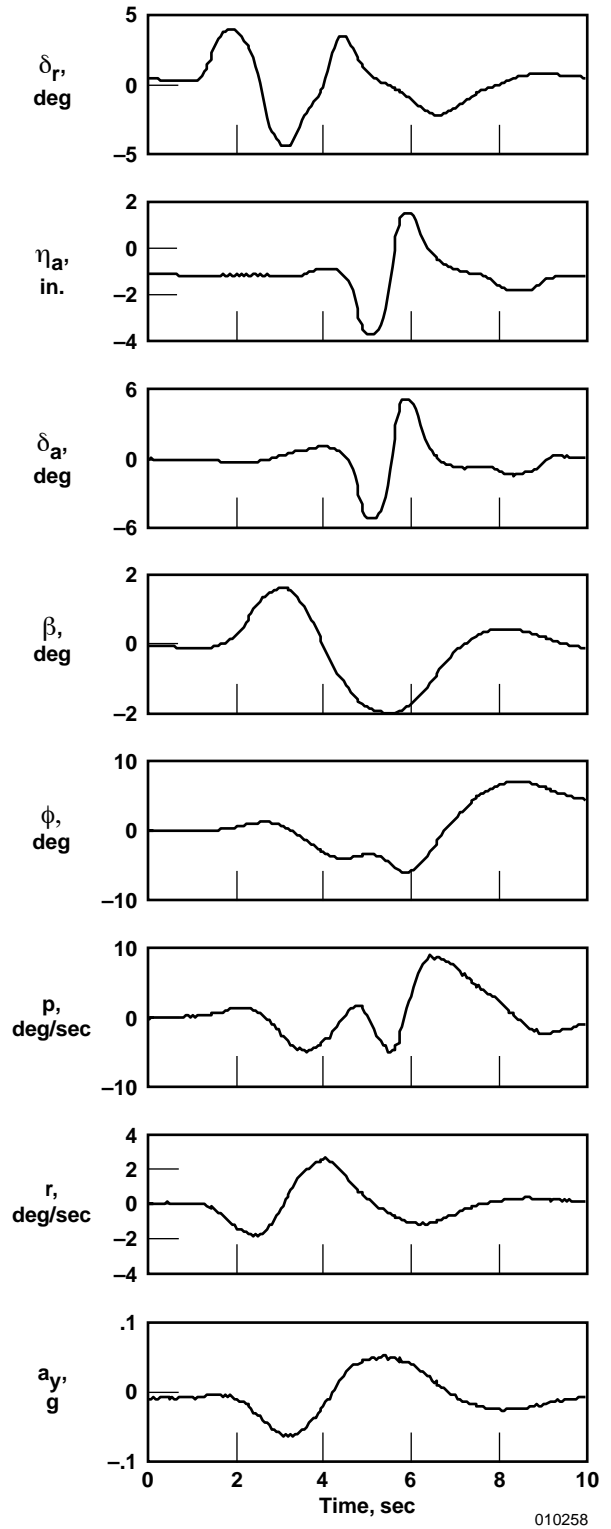 5
δr,
deg
0
–5
2
0
ηa,
in.
–2
–4
6
δa,
deg
0
–6
2
β,
deg
0
–2
10
ϕ,
deg
0
–10
10
p,
deg/sec
0
–10
4
2
r,
deg/sec
0
–2
–4
.1
ay,
g
0
–.1
0 2 4 6 8 10
Time, sec
010258